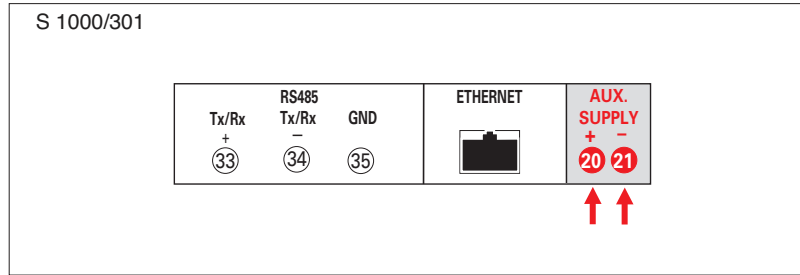 S 1000/301
RS485
Tx/Rx Tx/Rx GND
+ −
33 34 35
ETHERNET
AUX.
SUPPLY
+ −
20 21